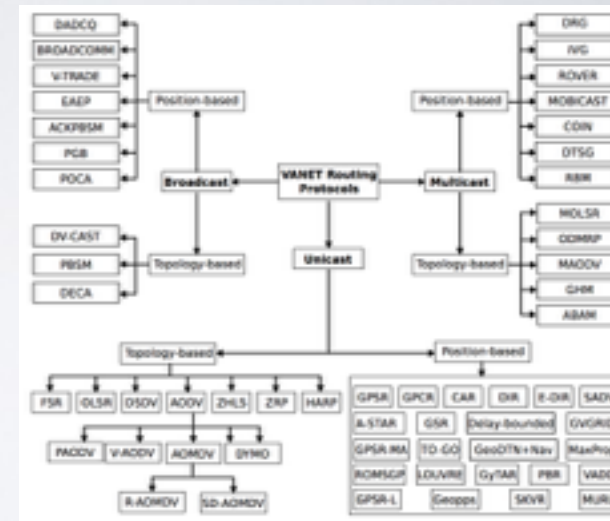 DADCQ
BROADCOMM
V-TRADE
EAEP
ACKPBSM
PGB
POCA
Position-based
Position-based
DRG
IVG
ROVER
MOBICAST
COIN
DTSG
RBM
Broadcast
VANET Routing
Protocols
Multicast
DV-CAST
PBSM
DECA
Topology-based
Unicast
Topology-based
MOLSR
ODMRP
MAODV
GHM
ABAM
Topology-based
Position-based
FSR OLSR DSDV AODV ZHLS ZRP HARP
PAODV V-AODV AOMDV DYMO
R-AOMDV SD-AOMDV
GPSR GPCR CAR DIR E-DIR
A-STAR GSR Delay-bounded
GPSR-MA TO-GO GeoDTN+Nav
ROMSGP LOUVRE GyTAR PBR
GPSR-L Geopps SKVR